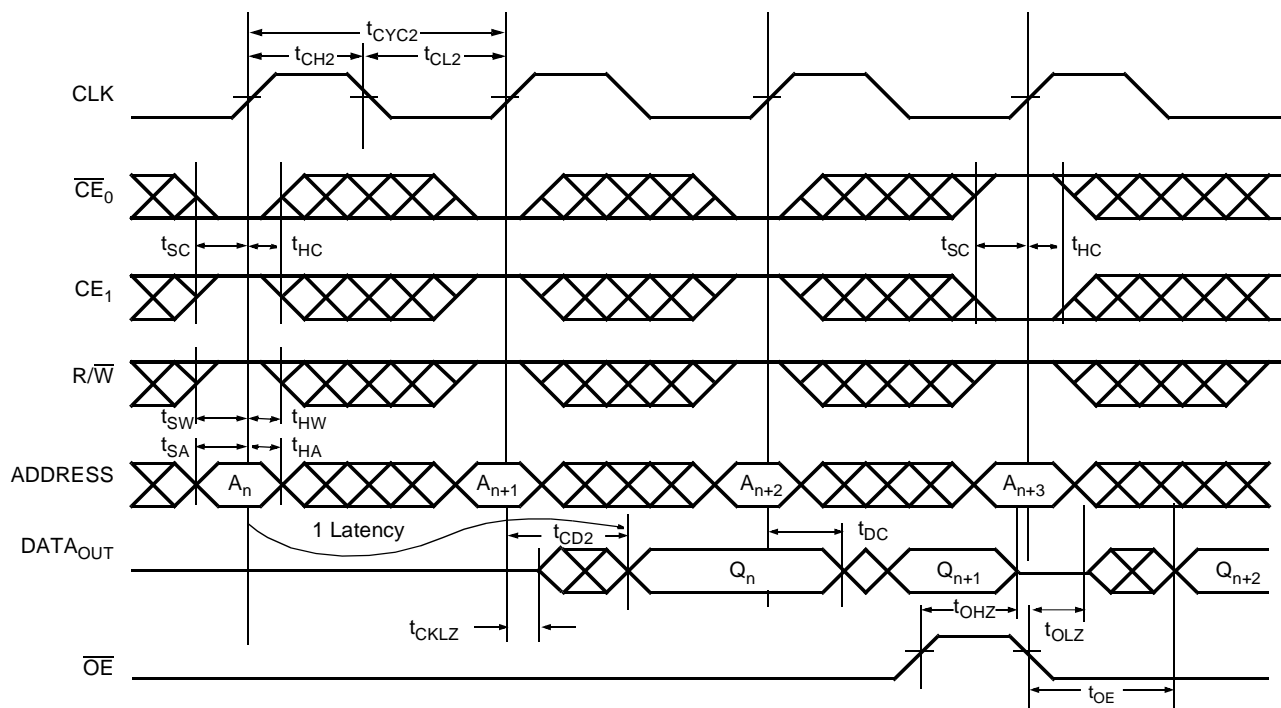 tCYC2
tCH2 tCL2
CLK
CE0
tSC tHC tSC tHC
CE1
R/W
tSW tHW
tSA tHA
ADDRESS An An+1 An+2 An+3
1 Latency tCD2 tDC
DATAOUT Qn Qn+1 Qn+2
tCKLZ tOHZ tOLZ
OE
tOE